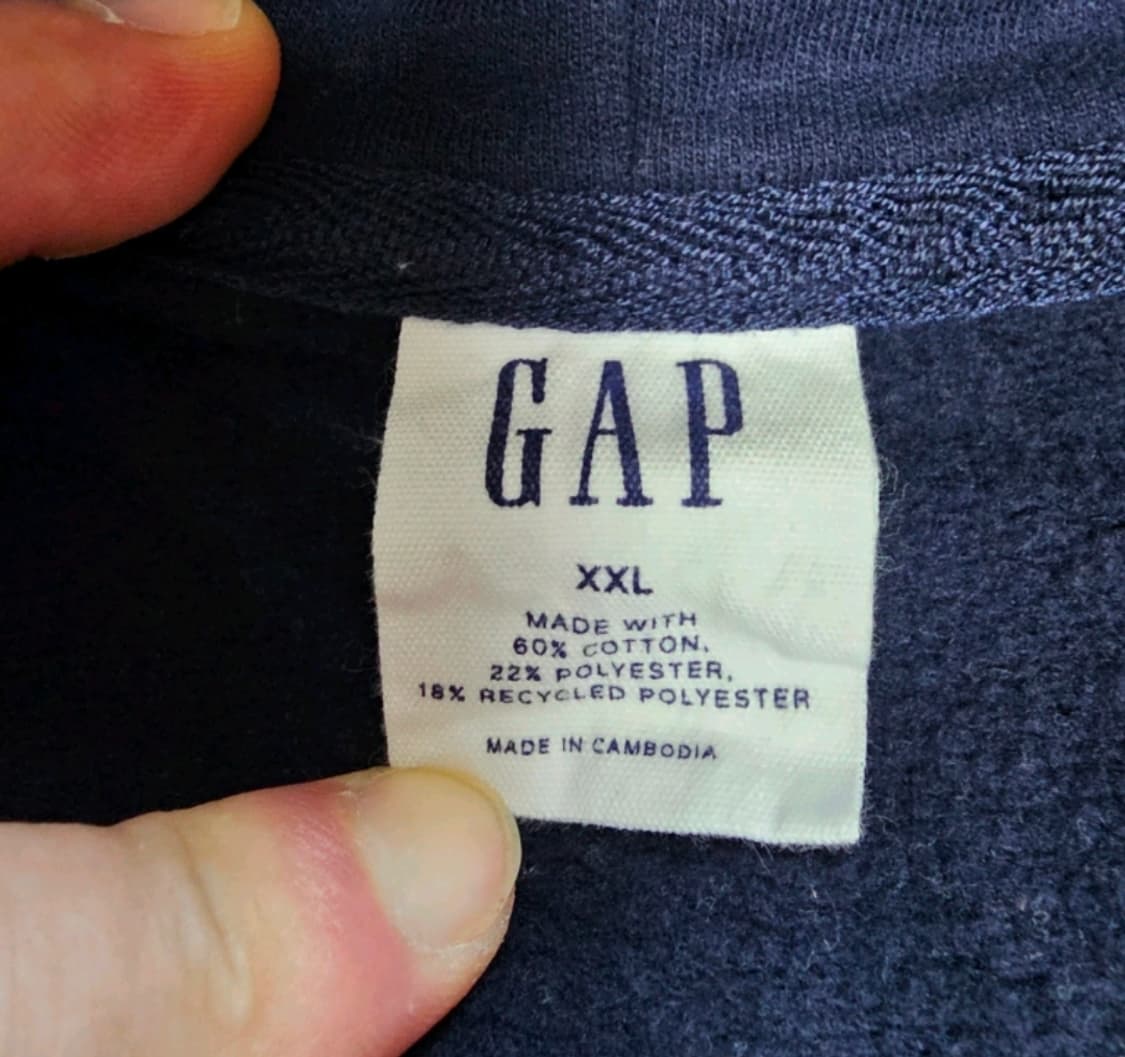 GAP
XXL
MADE WITH
60% COTTON,
22% POLYESTER,
18% RECYCLED POLYESTER
MADE IN CAMBODIA